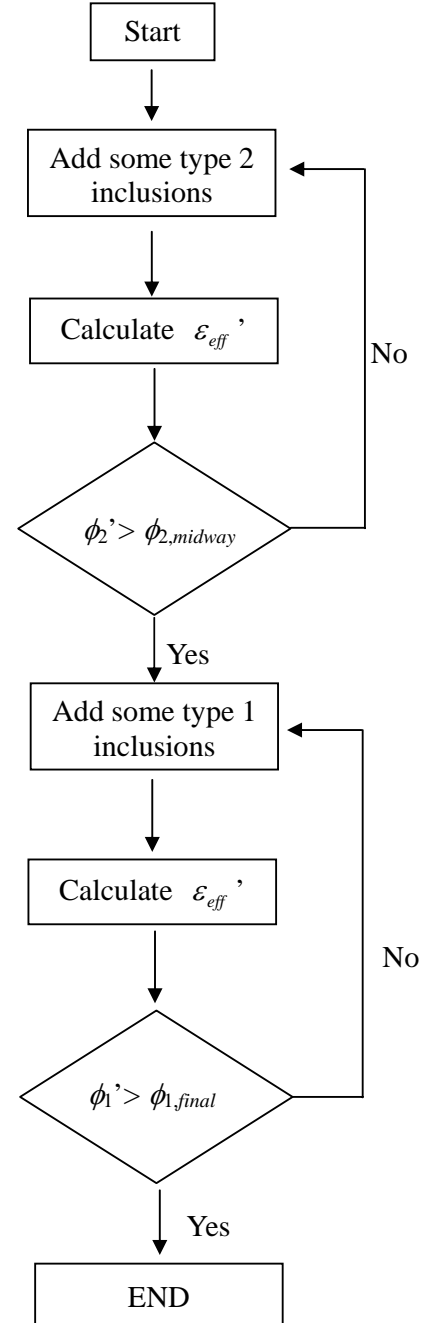 Start
Add some type 2
inclusions
Calculate ε_eff ’
No
ϕ₂’> ϕ₂,midway
Yes
Add some type 1
inclusions
Calculate ε_eff ’
No
ϕ₁’> ϕ₁,final
Yes
END